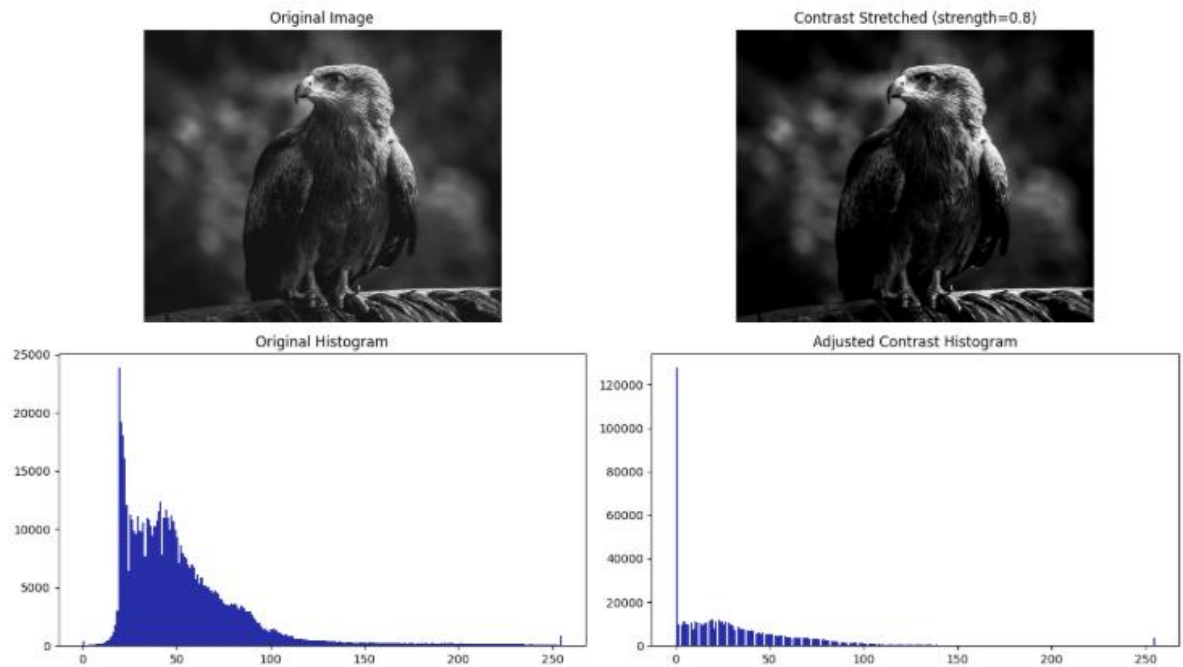 Original Image
Contrast Stretched (strength=0.8)
Original Histogram
Adjusted Contrast Histogram
25000
20000
15000
10000
5000
0
0 50 100 150 200 250
120000
100000
80000
60000
40000
20000
0
0 50 100 150 200 250